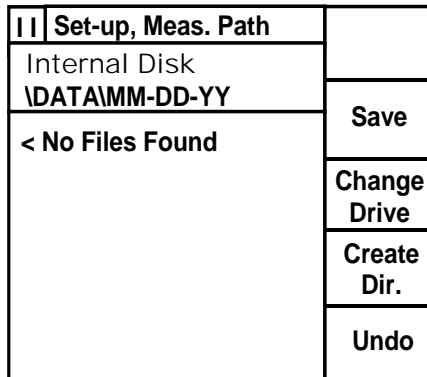 II Set-up, Meas. Path
Internal Disk
\DATA\MM-DD-YY
< No Files Found
Save
Change
Drive
Create
Dir.
Undo